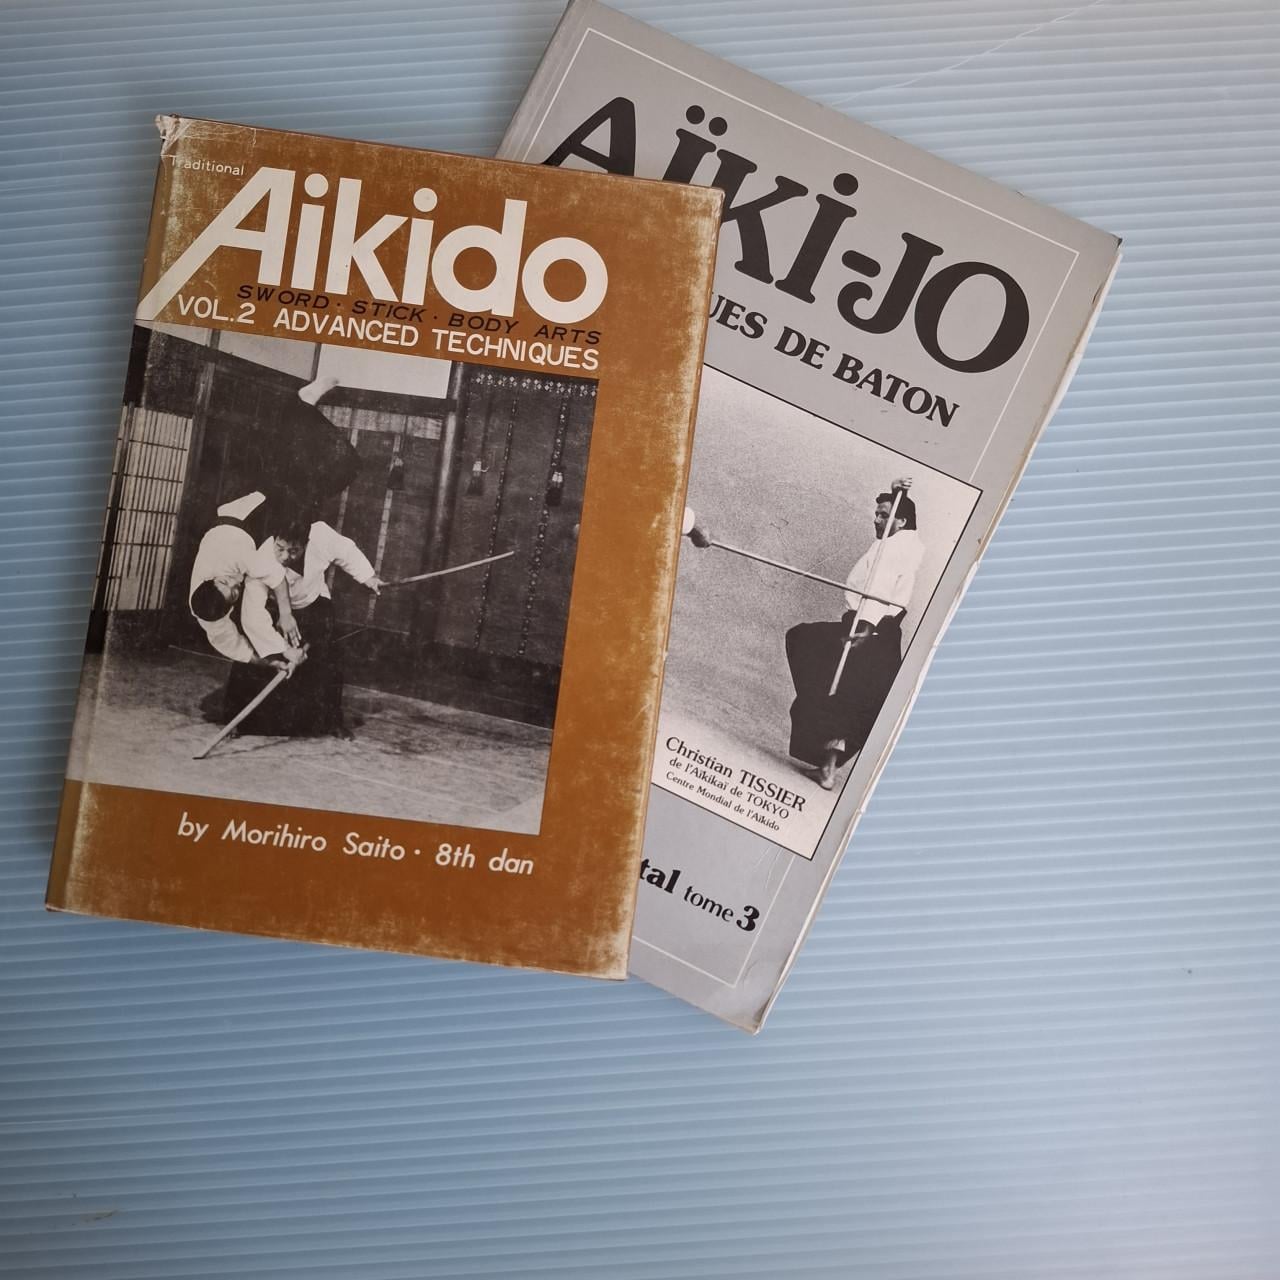 Traditional
Aikido
SWORD · STICK · BODY ARTS
VOL.2 ADVANCED TECHNIQUES
by Morihiro Saito · 8th dan
AÏKİ-JO
UES DE BATON
Christian TISSIER
de l'Aïkikaï de TOKYO
Centre Mondial de l'Aïkido
tal tome 3